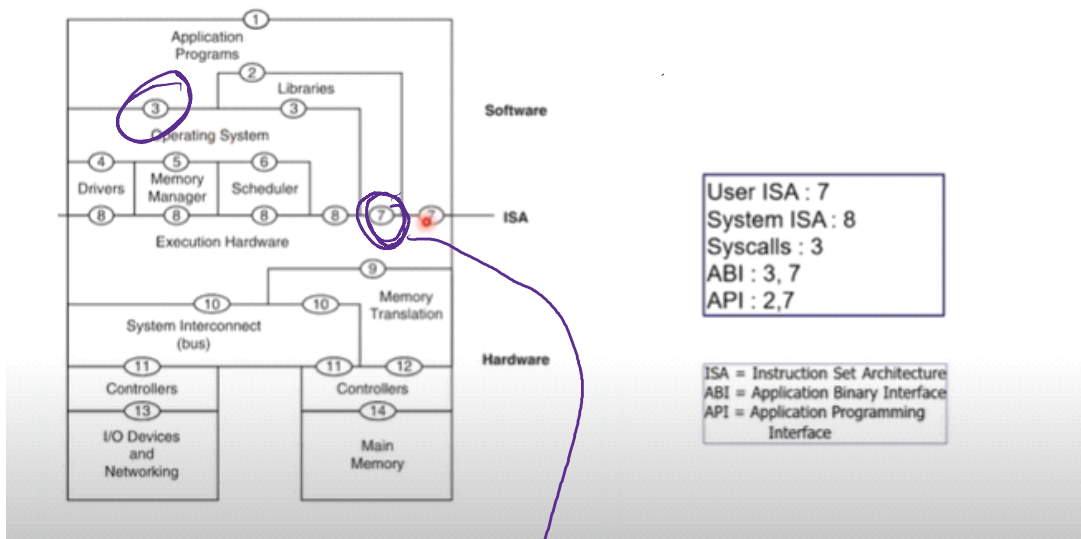 1
Application
Programs
2
Libraries
3
3
Software
Operating System
4
5
6
Drivers
Memory
Manager
Scheduler
8
8
8
8
7
7
ISA
Execution Hardware
9
10
10
Memory
Translation
System Interconnect
(bus)
11
11
12
Hardware
Controllers
Controllers
13
14
I/O Devices
and
Networking
Main
Memory
User ISA : 7
System ISA : 8
Syscalls : 3
ABI : 3, 7
API : 2,7
ISA = Instruction Set Architecture
ABI = Application Binary Interface
API = Application Programming
Interface